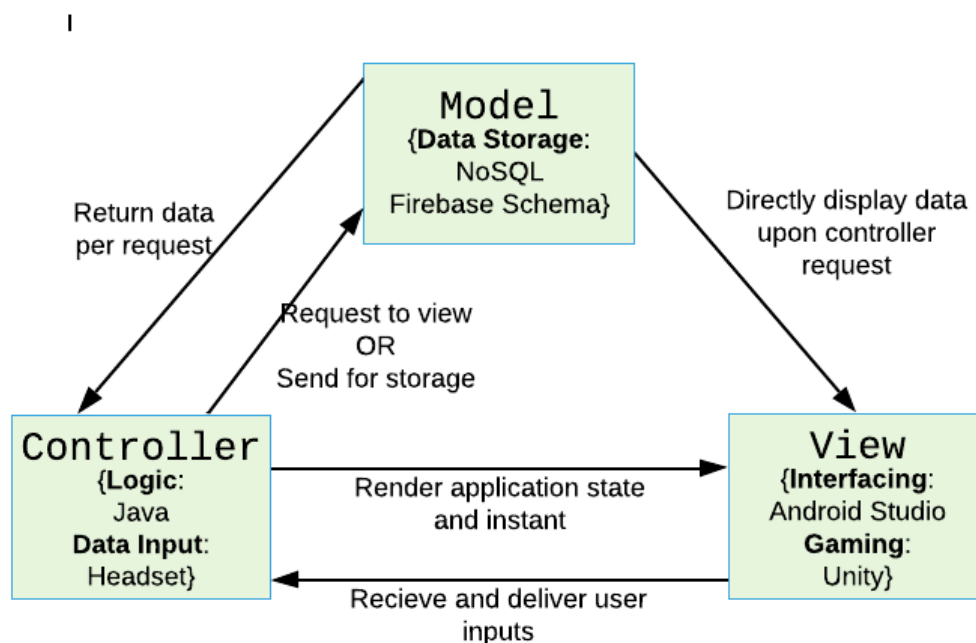 I
Model
{Data Storage:
NoSQL
Firebase Schema}
Return data
per request
Directly display data
upon controller
request
Request to view
OR
Send for storage
Controller
{Logic:
Java
Data Input:
Headset}
Render application state
and instant
View
{Interfacing:
Android Studio
Gaming:
Unity}
Recieve and deliver user
inputs